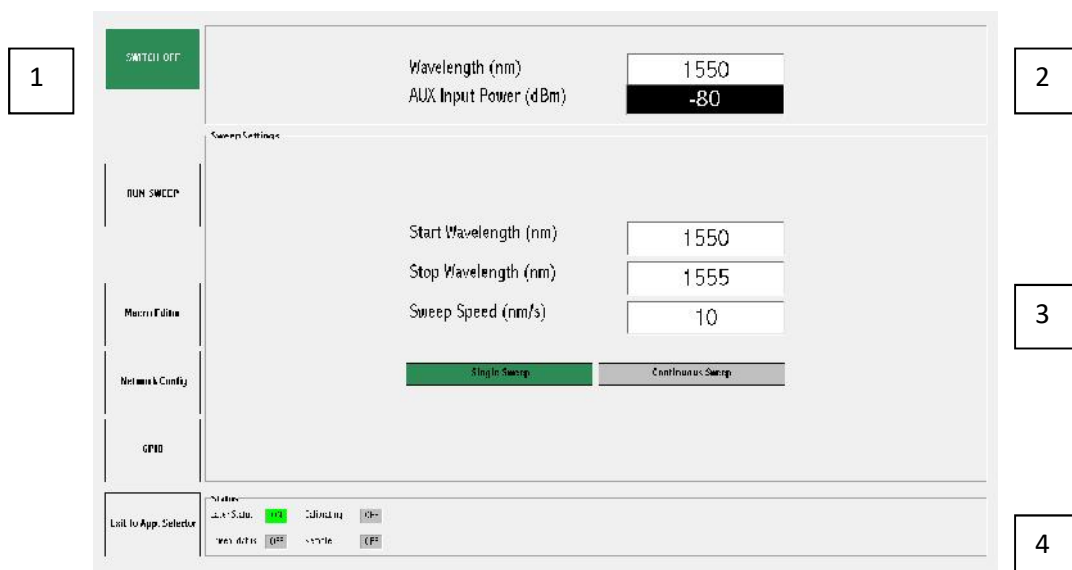 1
SWITCH OFF
Wavelength (nm) 1550
AUX Input Power (dBm) -80
2
Sweep Settings
RUN SWEEP
Start Wavelength (nm) 1550
Stop Wavelength (nm) 1555
Sweep Speed (nm/s) 10
3
Single Sweep
Continuous Sweep
Macro Editor
Network Config
GPIO
Exit to App. Selector
Status
Laser Status ON Calibrating OFF
OFF OFF
4